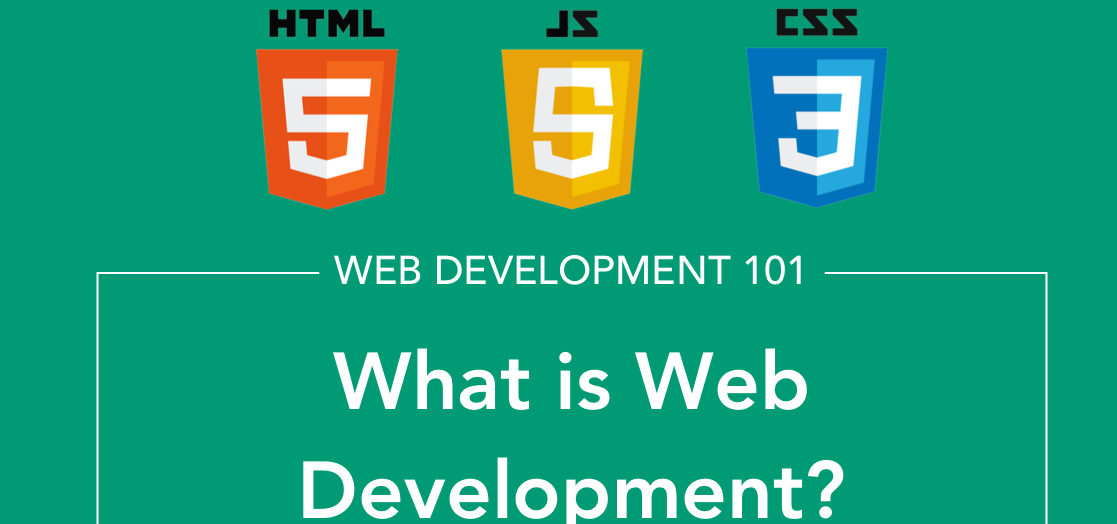 HTML JS CSS
5 5 3
WEB DEVELOPMENT 101
What is Web
Development?